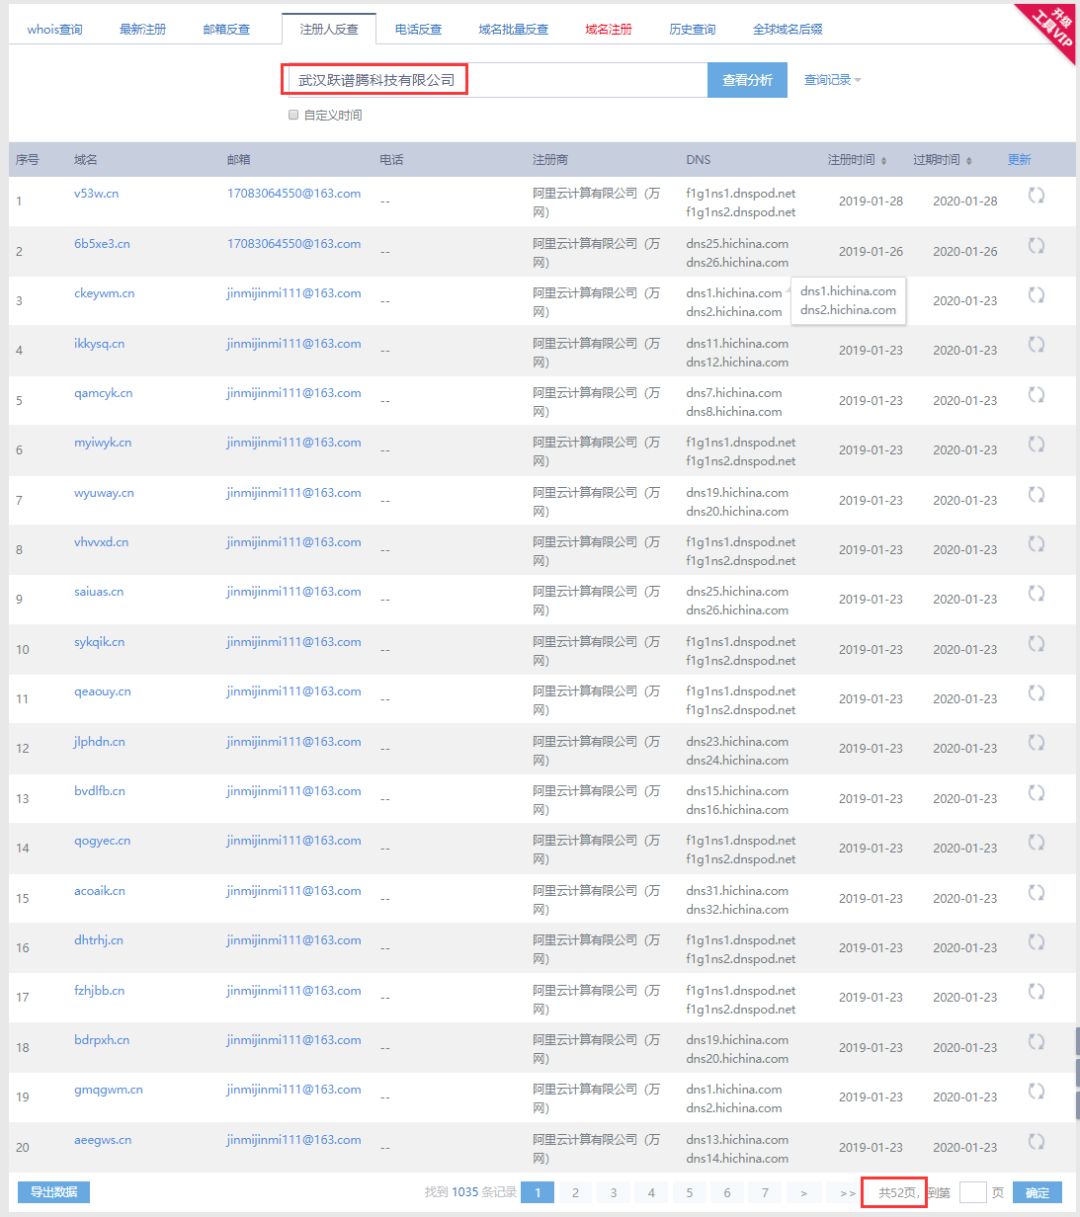 whois查询 最新注册 邮箱反查 注册人反查 电话反查 域名批量反查 域名注册 历史查询 全球域名后缀
升级
工具VIP
武汉跃谱腾科技有限公司 查看分析 查询记录
自定义时间
序号 域名 邮箱 电话 注册商 DNS 注册时间 过期时间 更新
1 v53w.cn 17083064550@163.com -- 阿里云计算有限公司（万网） f1g1ns1.dnspod.net f1g1ns2.dnspod.net 2019-01-28 2020-01-28
2 6b5xe3.cn 17083064550@163.com -- 阿里云计算有限公司（万网） dns25.hichina.com dns26.hichina.com 2019-01-26 2020-01-26
3 ckeywm.cn jinmijinmi111@163.com -- 阿里云计算有限公司（万网） dns1.hichina.com dns2.hichina.com dns1.hichina.com dns2.hichina.com 2020-01-23
4 ikkysq.cn jinmijinmi111@163.com -- 阿里云计算有限公司（万网） dns11.hichina.com dns12.hichina.com 2019-01-23 2020-01-23
5 qamcyk.cn jinmijinmi111@163.com -- 阿里云计算有限公司（万网） dns7.hichina.com dns8.hichina.com 2019-01-23 2020-01-23
6 myiwyk.cn jinmijinmi111@163.com -- 阿里云计算有限公司（万网） f1g1ns1.dnspod.net f1g1ns2.dnspod.net 2019-01-23 2020-01-23
7 wyuway.cn jinmijinmi111@163.com -- 阿里云计算有限公司（万网） dns19.hichina.com dns20.hichina.com 2019-01-23 2020-01-23
8 vhvvxd.cn jinmijinmi111@163.com -- 阿里云计算有限公司（万网） f1g1ns1.dnspod.net f1g1ns2.dnspod.net 2019-01-23 2020-01-23
9 saiuas.cn jinmijinmi111@163.com -- 阿里云计算有限公司（万网） dns25.hichina.com dns26.hichina.com 2019-01-23 2020-01-23
10 sykqik.cn jinmijinmi111@163.com -- 阿里云计算有限公司（万网） f1g1ns1.dnspod.net f1g1ns2.dnspod.net 2019-01-23 2020-01-23
11 qeaouy.cn jinmijinmi111@163.com -- 阿里云计算有限公司（万网） f1g1ns1.dnspod.net f1g1ns2.dnspod.net 2019-01-23 2020-01-23
12 jlphdn.cn jinmijinmi111@163.com -- 阿里云计算有限公司（万网） dns23.hichina.com dns24.hichina.com 2019-01-23 2020-01-23
13 bvdlfb.cn jinmijinmi111@163.com -- 阿里云计算有限公司（万网） dns15.hichina.com dns16.hichina.com 2019-01-23 2020-01-23
14 qogyec.cn jinmijinmi111@163.com -- 阿里云计算有限公司（万网） f1g1ns1.dnspod.net f1g1ns2.dnspod.net 2019-01-23 2020-01-23
15 acoaik.cn jinmijinmi111@163.com -- 阿里云计算有限公司（万网） dns31.hichina.com dns32.hichina.com 2019-01-23 2020-01-23
16 dhtrhj.cn jinmijinmi111@163.com -- 阿里云计算有限公司（万网） f1g1ns1.dnspod.net f1g1ns2.dnspod.net 2019-01-23 2020-01-23
17 fzhjbb.cn jinmijinmi111@163.com -- 阿里云计算有限公司（万网） f1g1ns1.dnspod.net f1g1ns2.dnspod.net 2019-01-23 2020-01-23
18 bdrpxh.cn jinmijinmi111@163.com -- 阿里云计算有限公司（万网） dns19.hichina.com dns20.hichina.com 2019-01-23 2020-01-23
19 gmqgwm.cn jinmijinmi111@163.com -- 阿里云计算有限公司（万网） dns1.hichina.com dns2.hichina.com 2019-01-23 2020-01-23
20 aeegws.cn jinmijinmi111@163.com -- 阿里云计算有限公司（万网） dns13.hichina.com dns14.hichina.com 2019-01-23 2020-01-23
导出数据 找到 1035 条记录 1 2 3 4 5 6 7 > >> 共52页，到第 页 确定